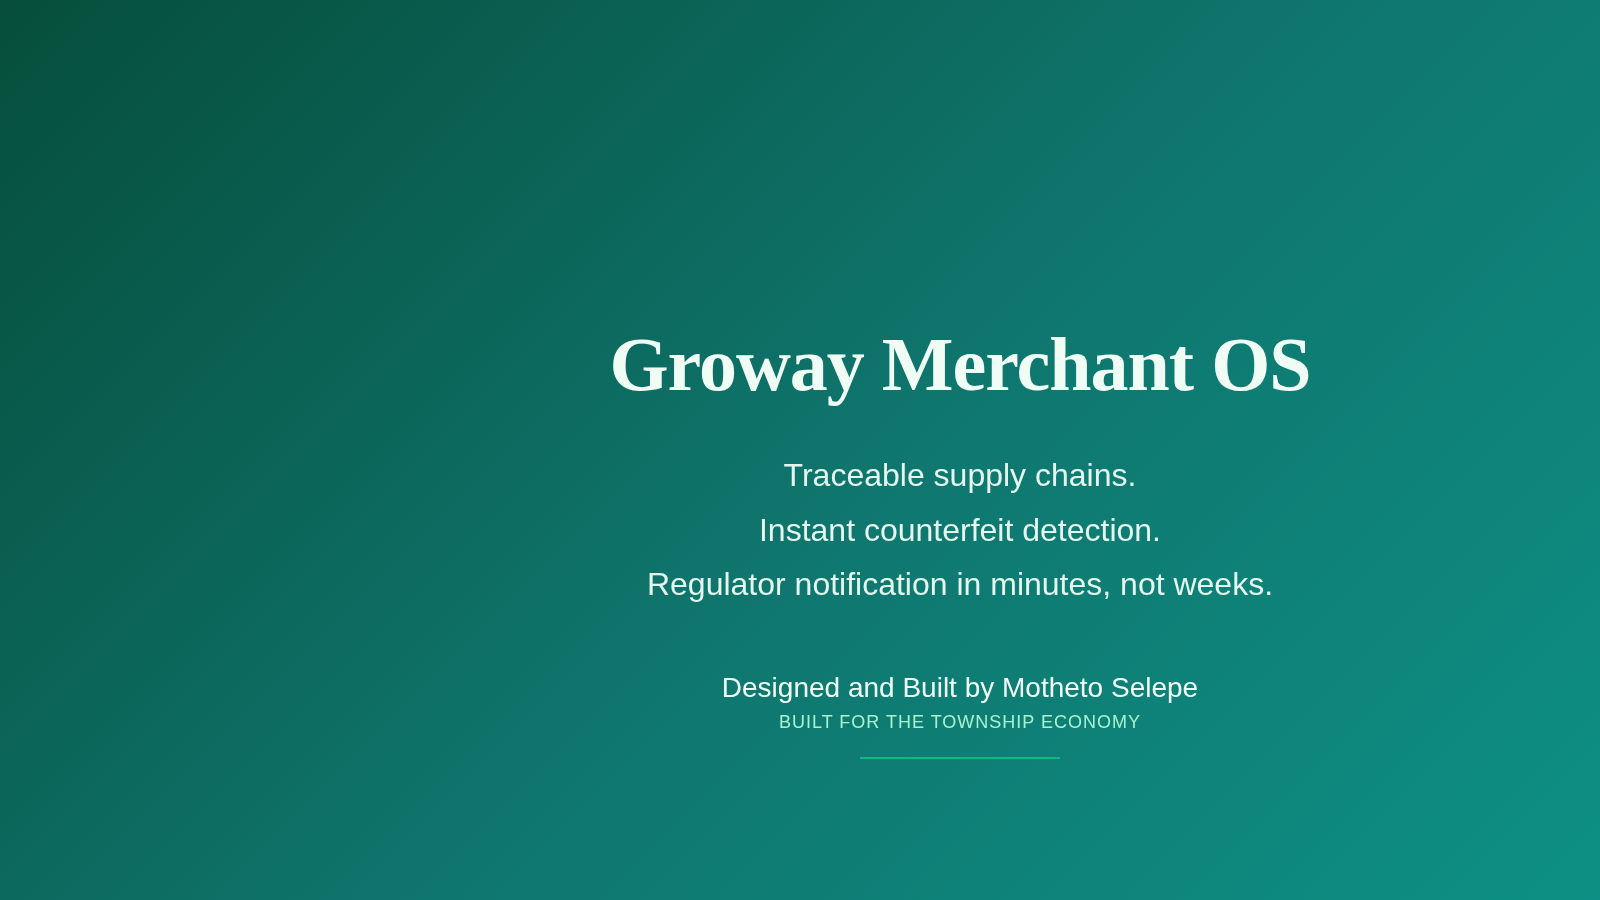 Groway Merchant OS
Traceable supply chains.
Instant counterfeit detection.
Regulator notification in minutes, not weeks.
Designed and Built by Motheto Selepe
BUILT FOR THE TOWNSHIP ECONOMY